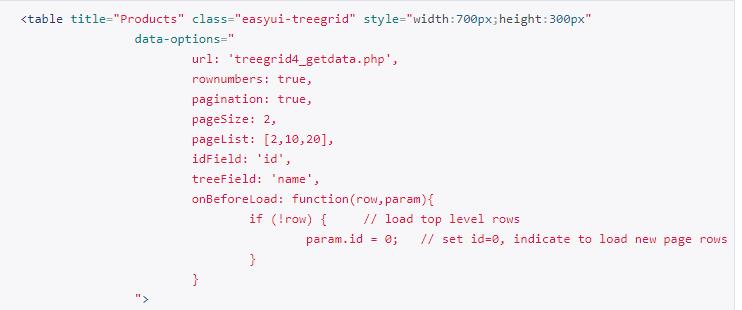 <table title="Products" class="easyui-treegrid" style="width:700px;height:300px"
data-options="
url: 'treegrid4_getdata.php',
rownumbers: true,
pagination: true,
pageSize: 2,
pageList: [2,10,20],
idField: 'id',
treeField: 'name',
onBeforeLoad: function(row,param){
if (!row) {    // load top level rows
param.id = 0;   // set id=0, indicate to load new page rows
}
}
">